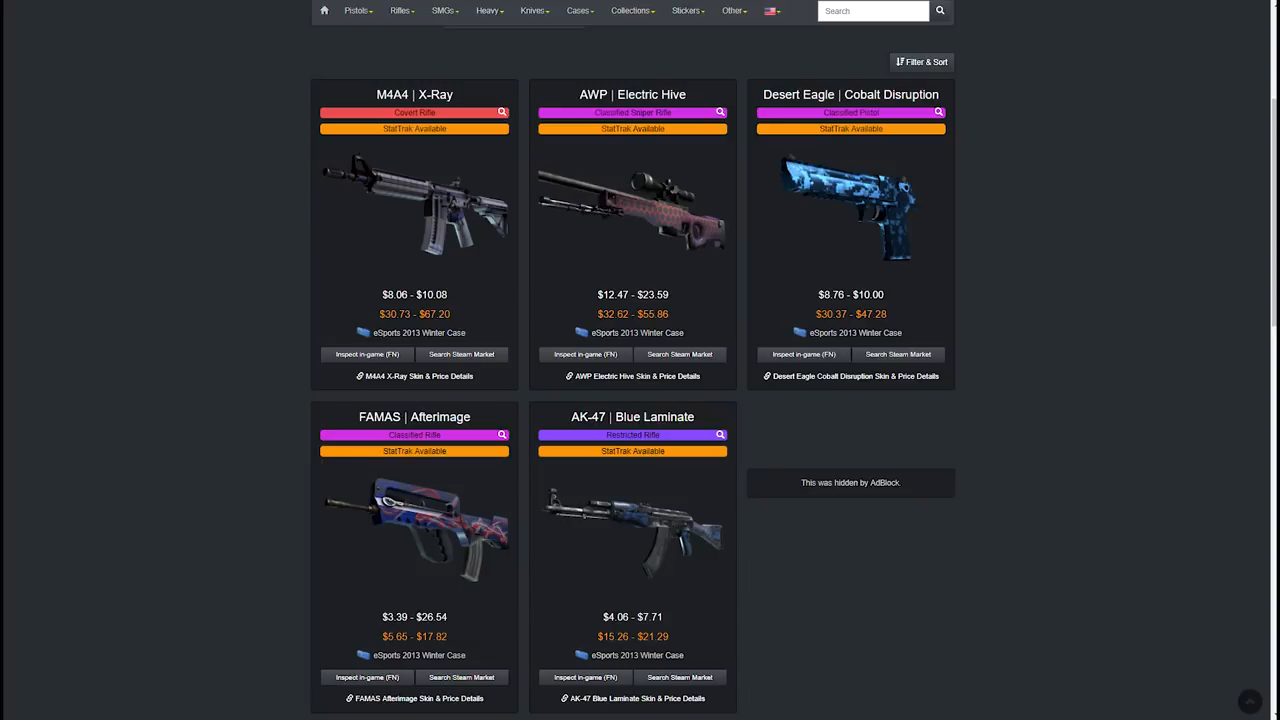 Pistols Rifles SMGs Heavy Knives Cases Collections Stickers Other Search
Filter & Sort
M4A4 | X-Ray
Covert Rifle
StatTrak Available
$8.06 - $10.08
$30.73 - $67.20
eSports 2013 Winter Case
Inspect in-game (FN) Search Steam Market
M4A4 X-Ray Skin & Price Details
AWP | Electric Hive
Classified Sniper Rifle
StatTrak Available
$12.47 - $23.59
$32.62 - $55.86
eSports 2013 Winter Case
Inspect in-game (FN) Search Steam Market
AWP Electric Hive Skin & Price Details
Desert Eagle | Cobalt Disruption
Classified Pistol
StatTrak Available
$8.76 - $10.00
$30.37 - $47.28
eSports 2013 Winter Case
Inspect in-game (FN) Search Steam Market
Desert Eagle Cobalt Disruption Skin & Price Details
FAMAS | Afterimage
Classified Rifle
StatTrak Available
$3.39 - $26.54
$5.65 - $17.82
eSports 2013 Winter Case
Inspect in-game (FN) Search Steam Market
FAMAS Afterimage Skin & Price Details
AK-47 | Blue Laminate
Restricted Rifle
StatTrak Available
$4.06 - $7.71
$15.26 - $21.29
eSports 2013 Winter Case
Inspect in-game (FN) Search Steam Market
AK-47 Blue Laminate Skin & Price Details
This was hidden by AdBlock.